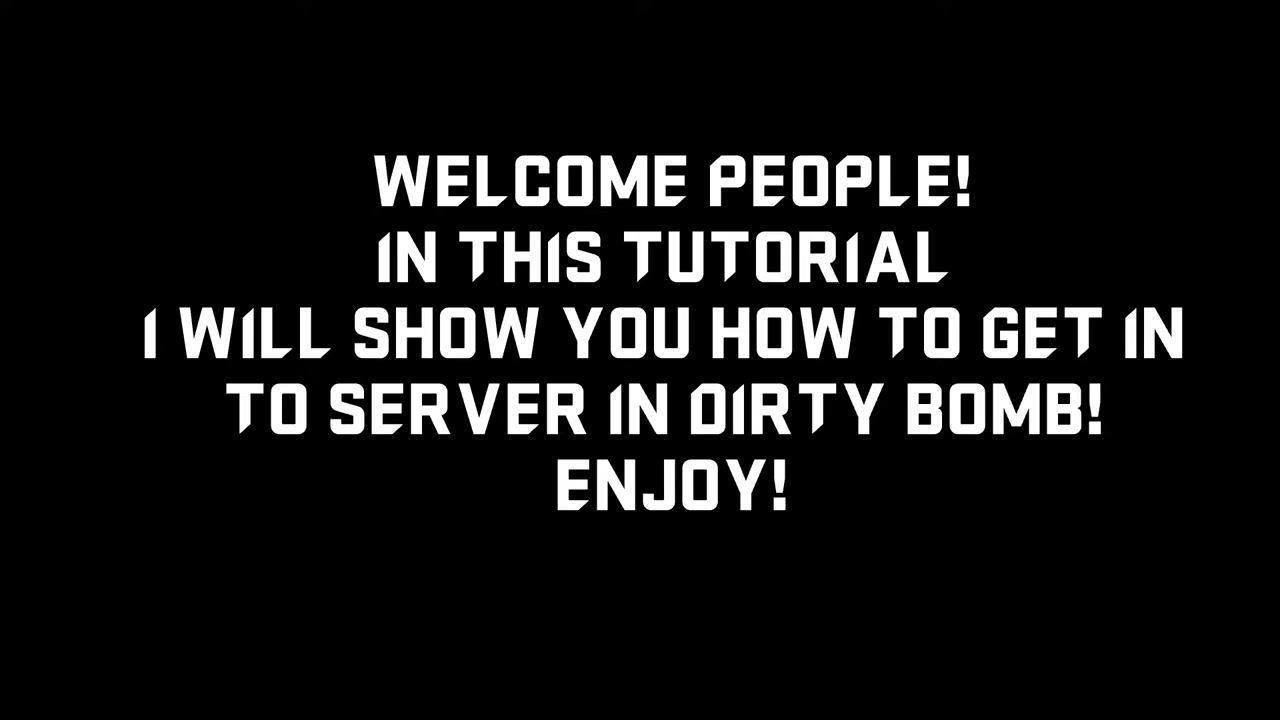 WELCOME PEOPLE!
IN THIS TUTORIAL
I WILL SHOW YOU HOW TO GET IN
TO SERVER IN DIRTY BOMB!
ENJOY!